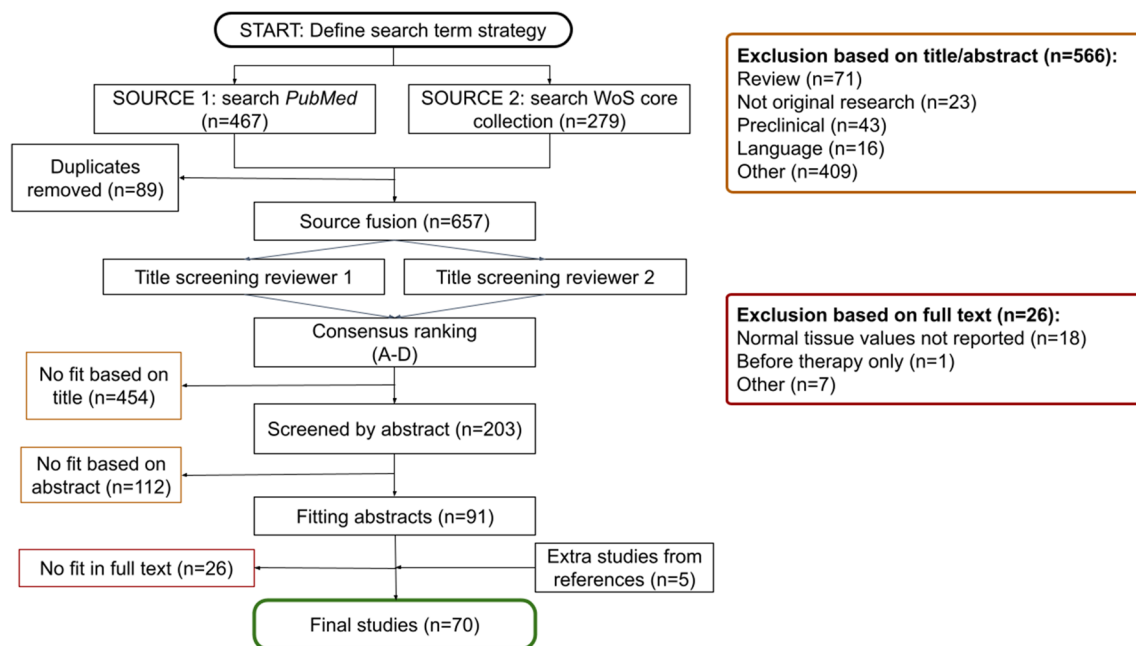 START: Define search term strategy
SOURCE 1: search PubMed
(n=467)
SOURCE 2: search WoS core
collection (n=279)
Duplicates
removed (n=89)
Source fusion (n=657)
Title screening reviewer 1
Title screening reviewer 2
Consensus ranking
(A-D)
No fit based on
title (n=454)
Screened by abstract (n=203)
No fit based on
abstract (n=112)
Fitting abstracts (n=91)
No fit in full text (n=26)
Extra studies from
references (n=5)
Final studies (n=70)
Exclusion based on title/abstract (n=566):
Review (n=71)
Not original research (n=23)
Preclinical (n=43)
Language (n=16)
Other (n=409)
Exclusion based on full text (n=26):
Normal tissue values not reported (n=18)
Before therapy only (n=1)
Other (n=7)